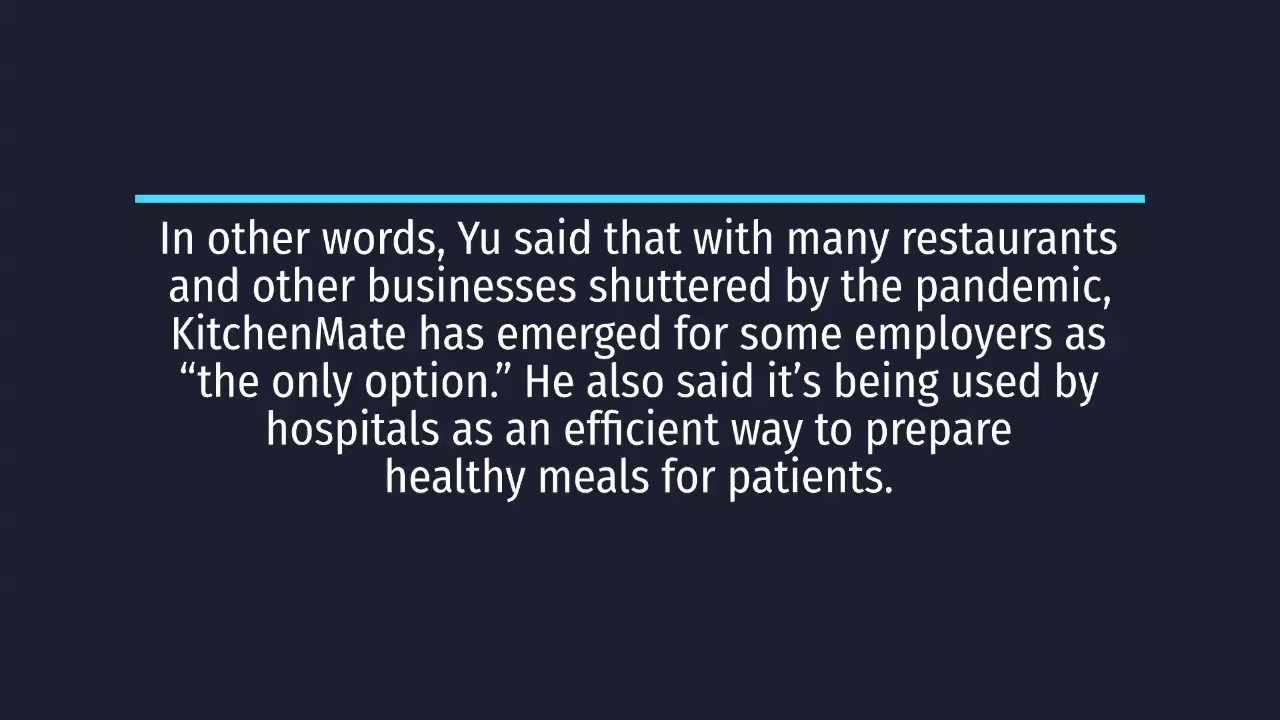 In other words, Yu said that with many restaurants
and other businesses shuttered by the pandemic,
KitchenMate has emerged for some employers as
“the only option.” He also said it’s being used by
hospitals as an efficient way to prepare
healthy meals for patients.